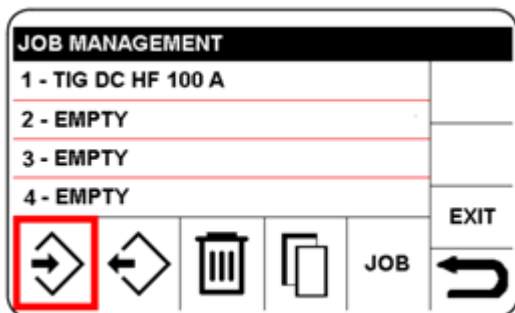 JOB MANAGEMENT
1 - TIG DC HF 100 A
2 - EMPTY
3 - EMPTY
4 - EMPTY
EXIT
JOB